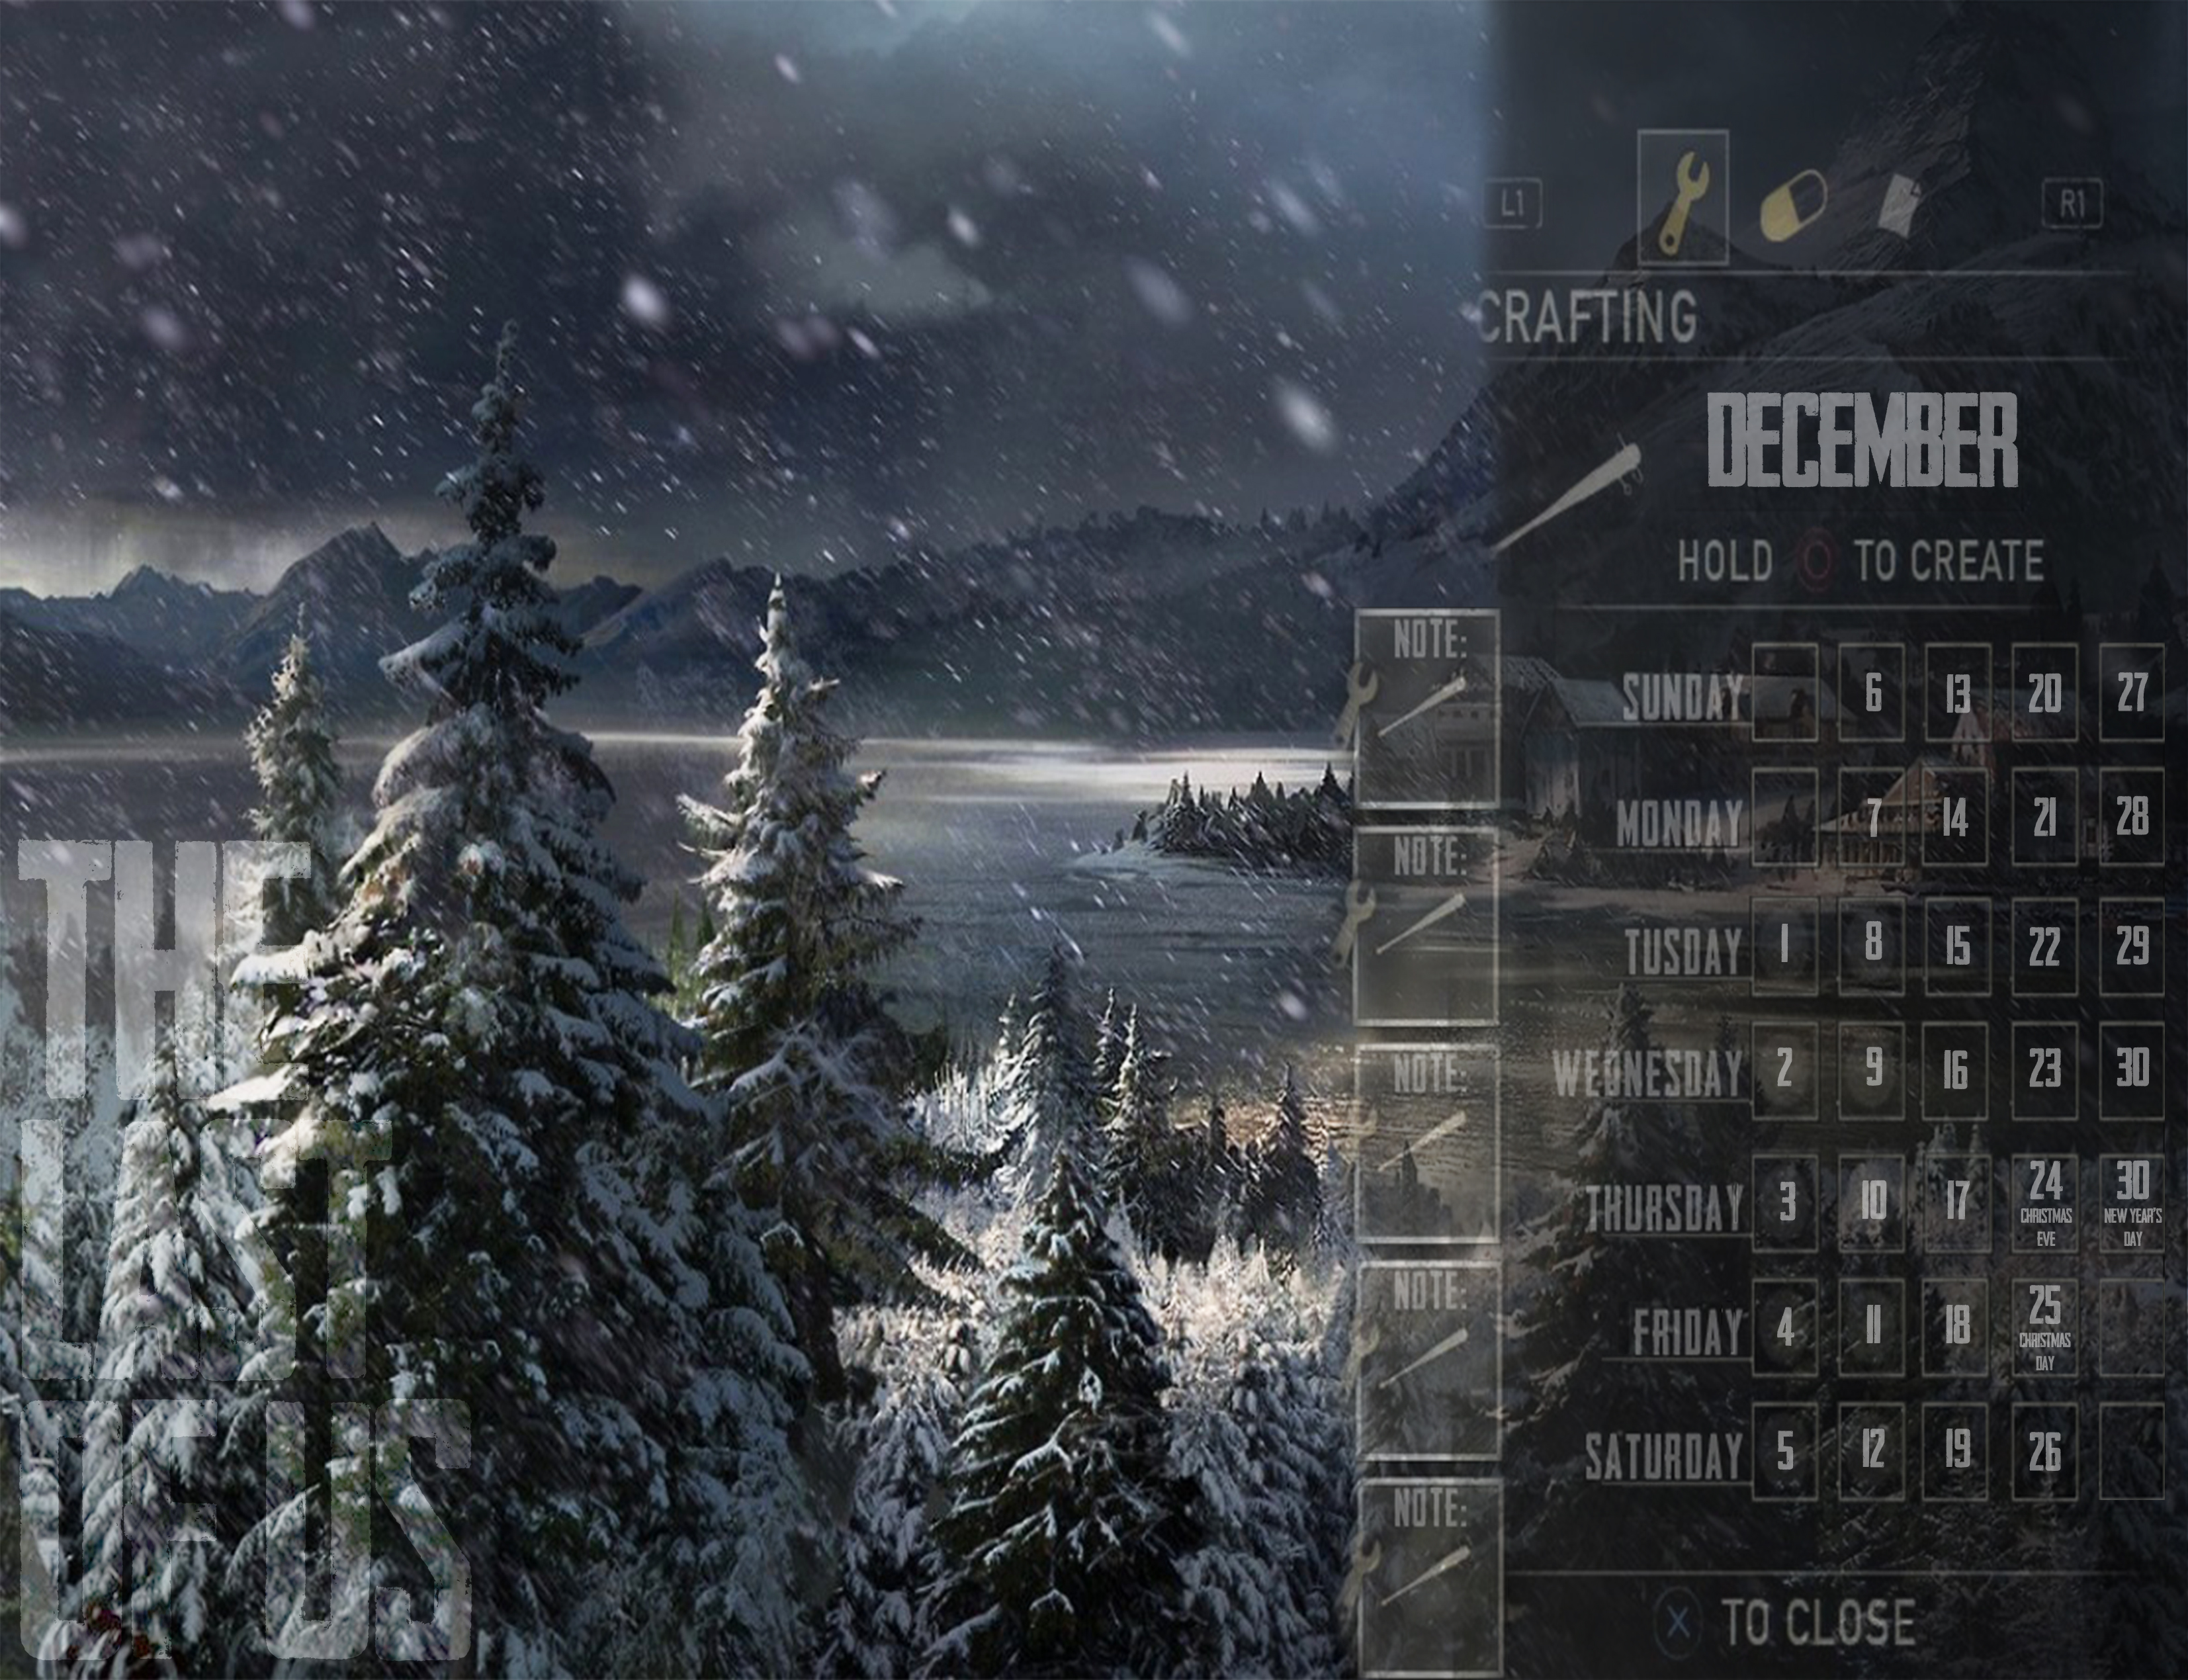 L1 R1
CRAFTING
DECEMBER
HOLD TO CREATE
NOTE:
NOTE:
NOTE:
NOTE:
NOTE:
SUNDAY 6 13 20 27
MONDAY 7 14 21 28
TUSDAY 1 8 15 22 29
WEDNESDAY 2 9 16 23 30
THURSDAY 3 10 17 24 CHRISTMAS EVE 30 NEW YEAR'S DAY
FRIDAY 4 11 18 25 CHRISTMAS DAY
SATURDAY 5 12 19 26
X TO CLOSE
THE
LAST
OF US